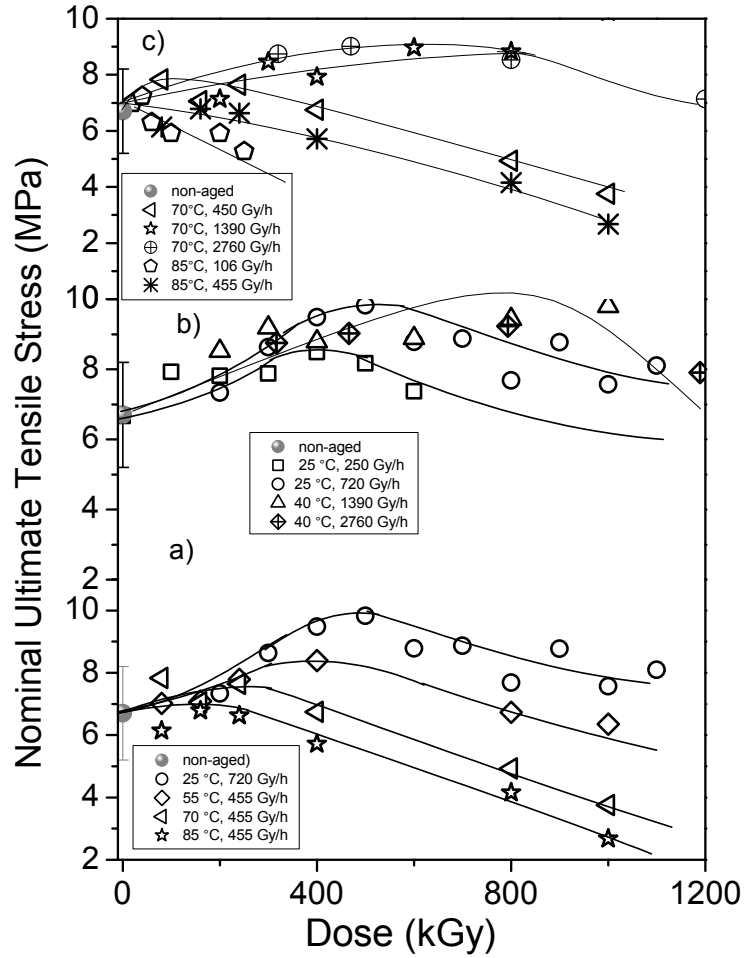 Nominal Ultimate Tensile Stress (MPa)
c)
10
8
6
4
2
non-aged
70°C, 450 Gy/h
70°C, 1390 Gy/h
70°C, 2760 Gy/h
85°C, 106 Gy/h
85°C, 455 Gy/h
b)
10
8
6
4
2
non-aged
25 °C, 250 Gy/h
25 °C, 720 Gy/h
40 °C, 1390 Gy/h
40 °C, 2760 Gy/h
a)
10
8
6
4
2
non-aged)
25 °C, 720 Gy/h
55 °C, 455 Gy/h
70 °C, 455 Gy/h
85 °C, 455 Gy/h
0 400 800 1200
Dose (kGy)